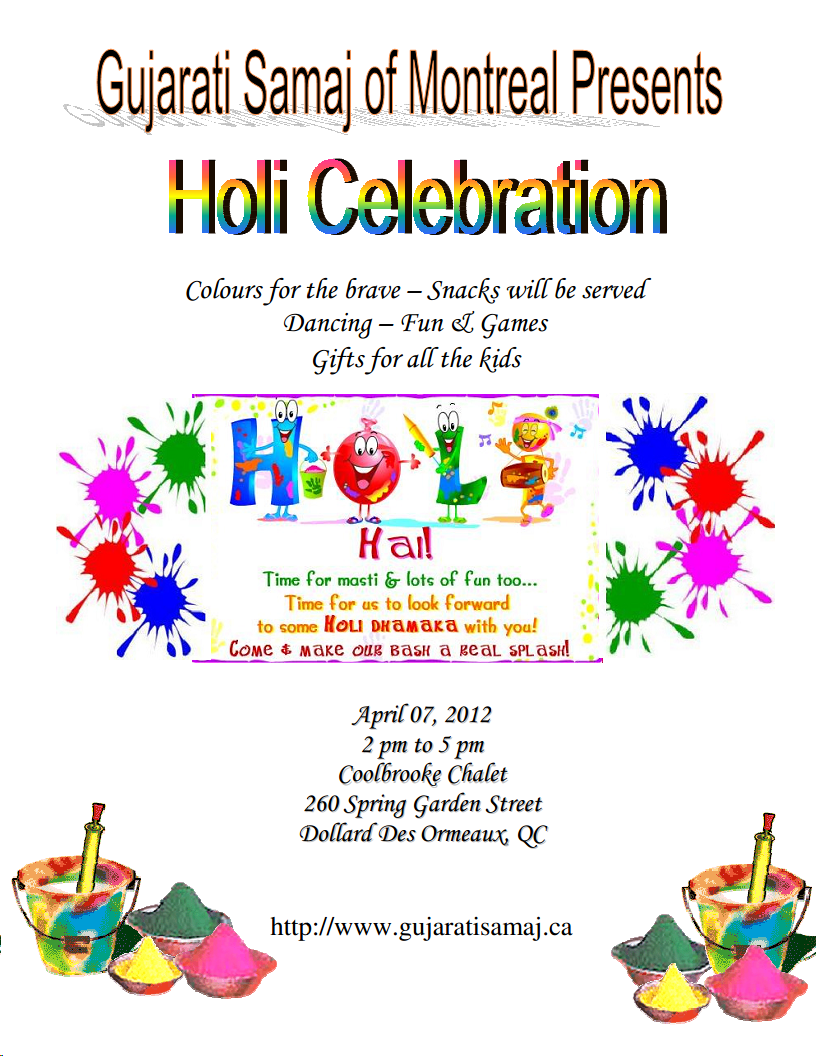 Gujarati Samaj of Montreal Presents
Holi Celebration
Colours for the brave – Snacks will be served
Dancing – Fun & Games
Gifts for all the kids
HOLI
Hai!
Time for masti & lots of fun too...
Time for us to look forward
to some HOLI DHAMAKA with you!
COME & MAKE OUR BASH A REAL SPLASH!
April 07, 2012
2 pm to 5 pm
Coolbrooke Chalet
260 Spring Garden Street
Dollard Des Ormeaux, QC
http://www.gujaratisamaj.ca